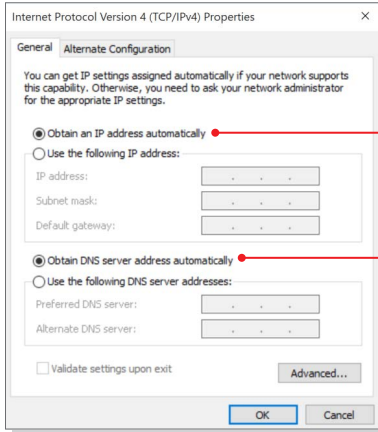 Internet Protocol Version 4 (TCP/IPv4) Properties
General Alternate Configuration
You can get IP settings assigned automatically if your network supports
this capability. Otherwise, you need to ask your network administrator
for the appropriate IP settings.
Obtain an IP address automatically
Use the following IP address:
IP address:
Subnet mask:
Default gateway:
Obtain DNS server address automatically
Use the following DNS server addresses:
Preferred DNS server:
Alternate DNS server:
Validate settings upon exit
Advanced...
OK Cancel